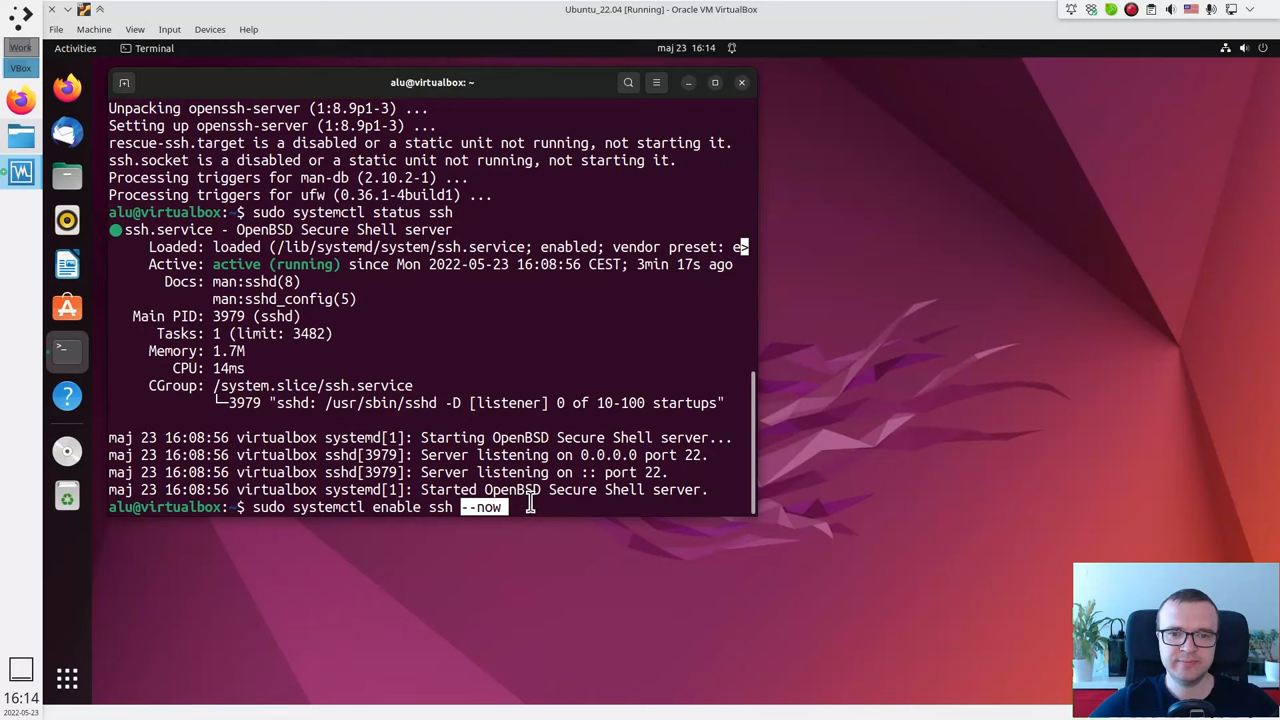 Ubuntu_22.04 [Running] - Oracle VM VirtualBox
File Machine View Input Devices Help
Work
VBox
Activities Terminal maj 23 16:14
alu@virtualbox: ~
Unpacking openssh-server (1:8.9p1-3) ...
Setting up openssh-server (1:8.9p1-3) ...
rescue-ssh.target is a disabled or a static unit not running, not starting it.
ssh.socket is a disabled or a static unit not running, not starting it.
Processing triggers for man-db (2.10.2-1) ...
Processing triggers for ufw (0.36.1-4build1) ...
alu@virtualbox:~$ sudo systemctl status ssh
ssh.service - OpenBSD Secure Shell server
Loaded: loaded (/lib/systemd/system/ssh.service; enabled; vendor preset: e>
Active: active (running) since Mon 2022-05-23 16:08:56 CEST; 3min 17s ago
Docs: man:sshd(8)
man:sshd_config(5)
Main PID: 3979 (sshd)
Tasks: 1 (limit: 3482)
Memory: 1.7M
CPU: 14ms
CGroup: /system.slice/ssh.service
└─3979 "sshd: /usr/sbin/sshd -D [listener] 0 of 10-100 startups"
maj 23 16:08:56 virtualbox systemd[1]: Starting OpenBSD Secure Shell server...
maj 23 16:08:56 virtualbox sshd[3979]: Server listening on 0.0.0.0 port 22.
maj 23 16:08:56 virtualbox sshd[3979]: Server listening on :: port 22.
maj 23 16:08:56 virtualbox systemd[1]: Started OpenBSD Secure Shell server.
alu@virtualbox:~$ sudo systemctl enable ssh --now
16:14
2022-05-23